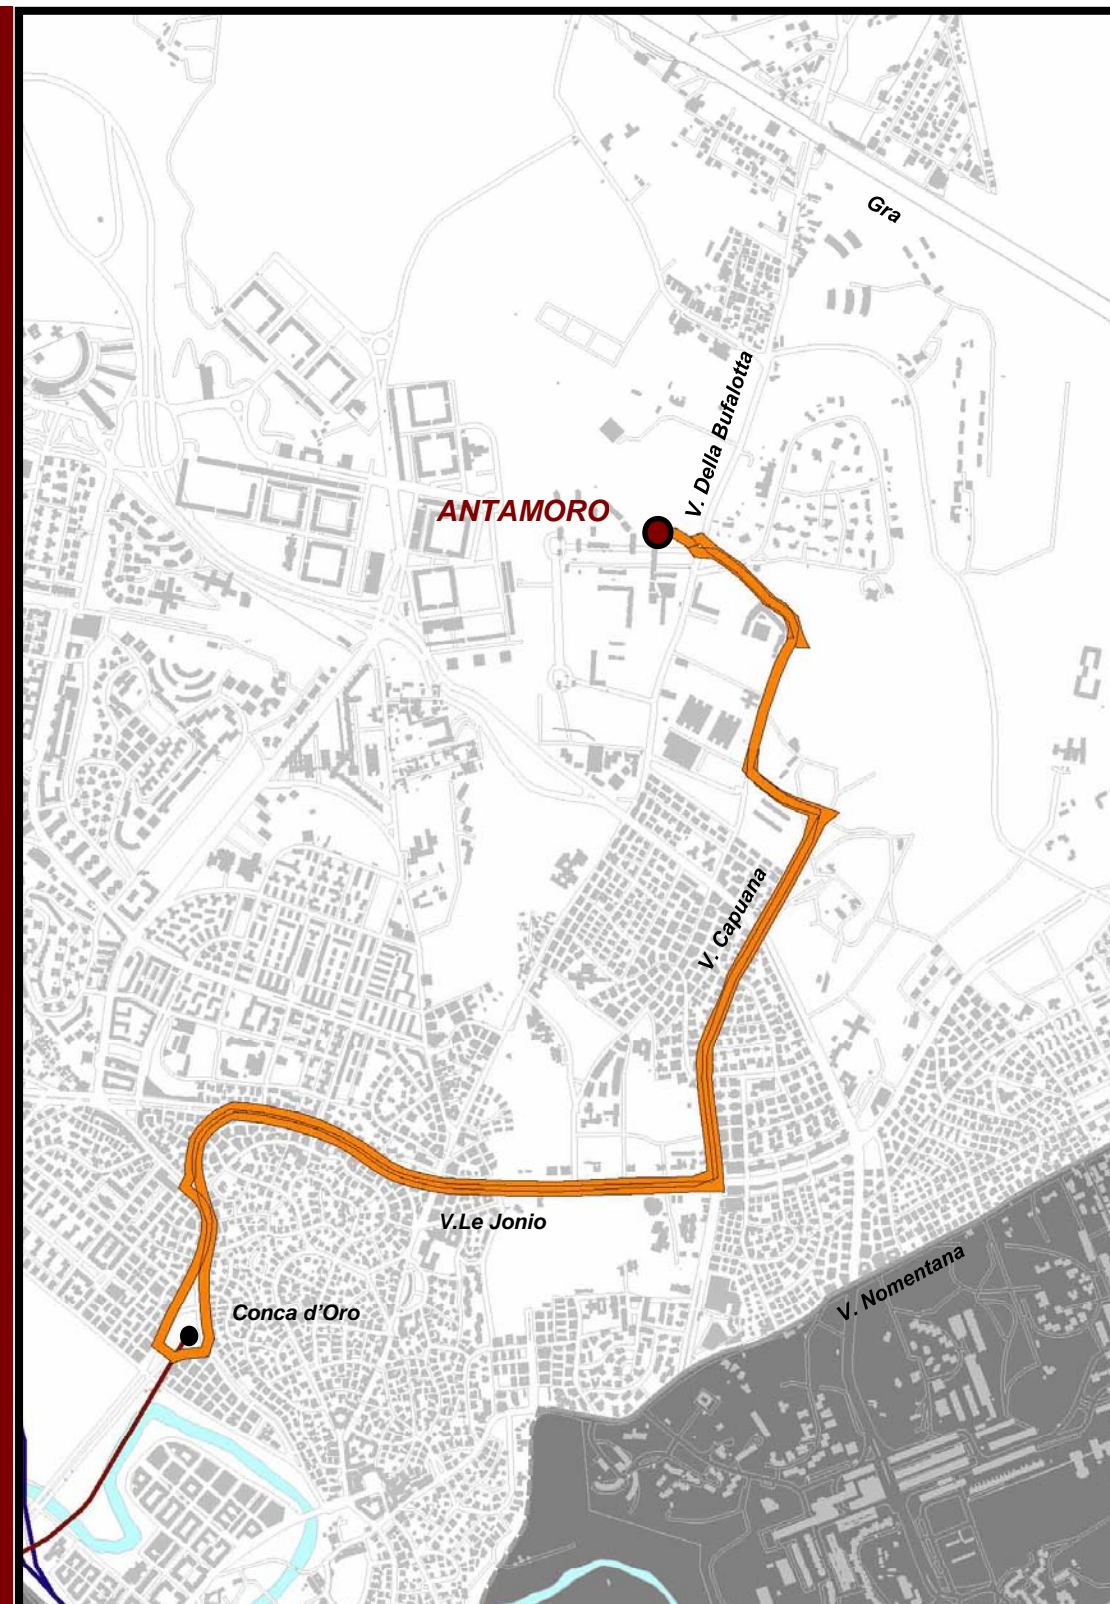 Gra
V. Della Bufalotta
ANTAMORO
V. Capuana
V.Le Jonio
V. Nomentana
Conca d'Oro